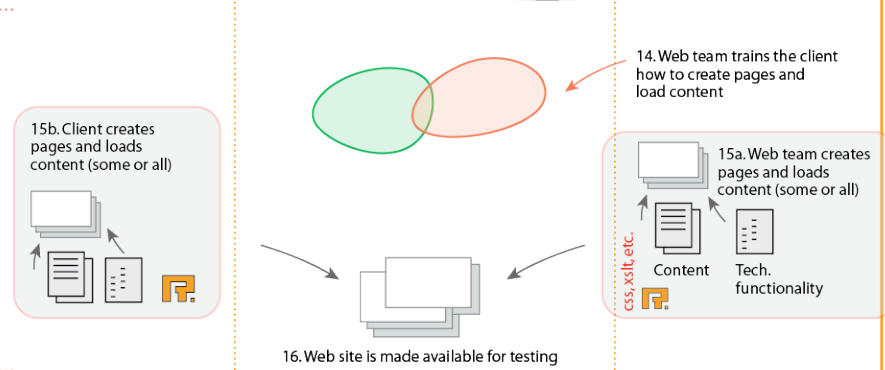 14. Web team trains the client
how to create pages and
load content
15b. Client creates
pages and loads
content (some or all)
15a. Web team creates
pages and loads
content (some or all)
css, xslt, etc.
Content
Tech.
functionality
16. Web site is made available for testing